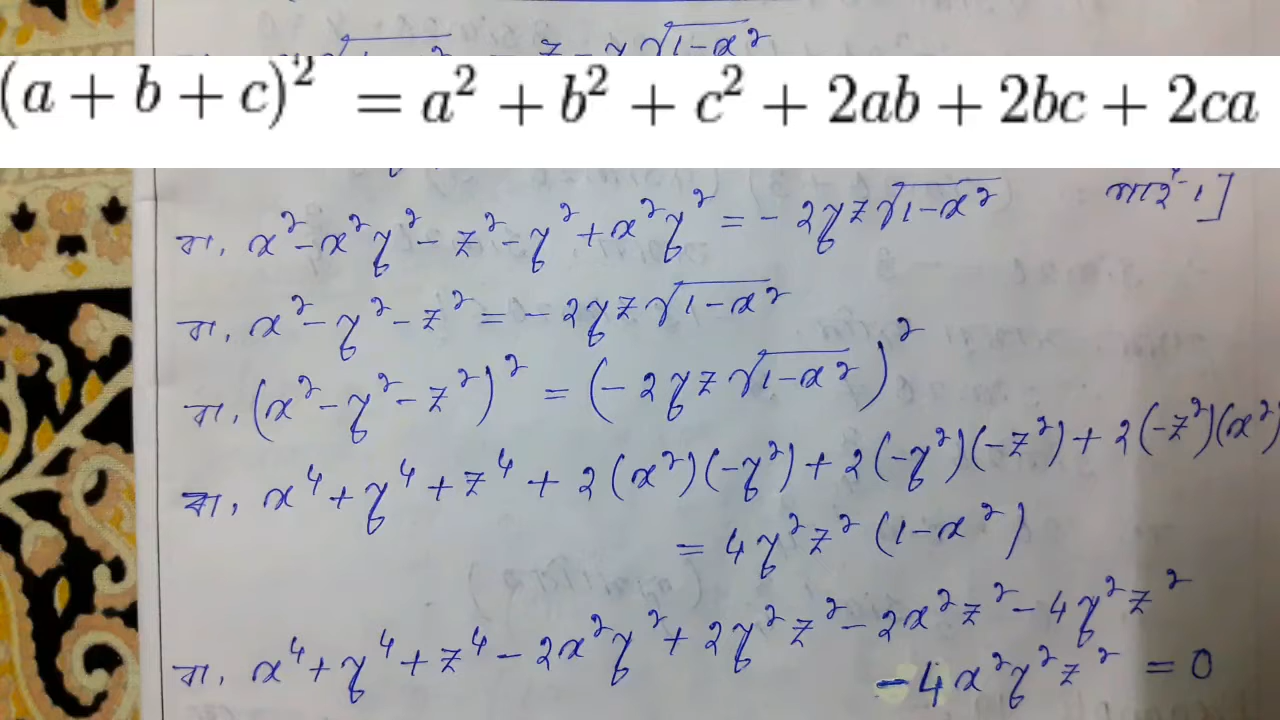 z - y√1-x²
(a + b + c)² = a² + b² + c² + 2ab + 2bc + 2ca
বা, x² - x²y² - z² - y² + x²y² = - 2yz√1-x²
বা, x² - y² - z² = - 2yz√1-x²
বা, (x² - y² - z²)² = (- 2yz√1-x²)²
বা, x⁴ + y⁴ + z⁴ + 2(x²)(-y²) + 2(-y²)(-z²) + 2(-z²)(x²)
= 4y²z²(1-x²)
বা, x⁴ + y⁴ + z⁴ - 2x²y² + 2y²z² - 2x²z² - 4y²z²
- 4x²y²z² = 0